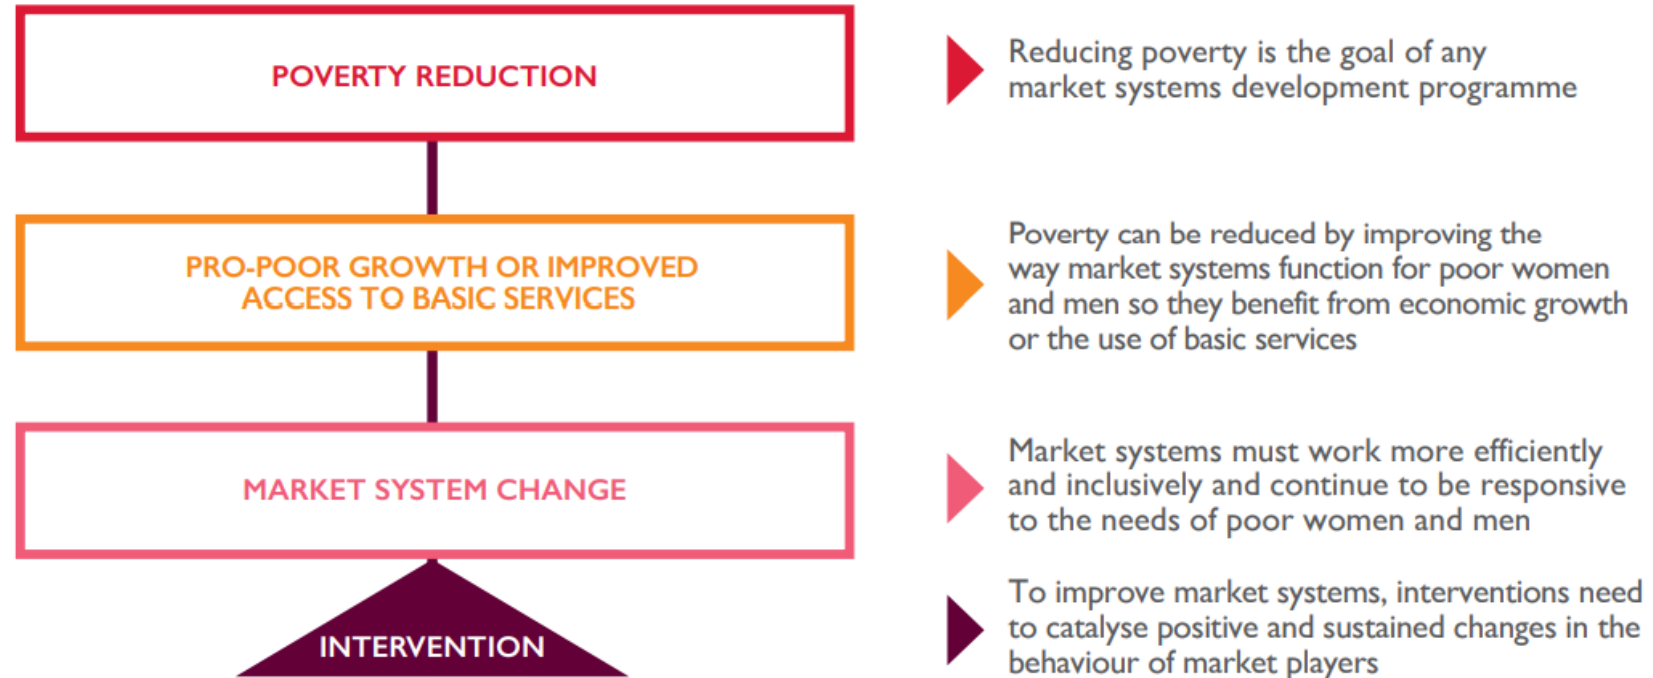 POVERTY REDUCTION
Reducing poverty is the goal of any
market systems development programme
PRO-POOR GROWTH OR IMPROVED
ACCESS TO BASIC SERVICES
Poverty can be reduced by improving the
way market systems function for poor women
and men so they benefit from economic growth
or the use of basic services
MARKET SYSTEM CHANGE
Market systems must work more efficiently
and inclusively and continue to be responsive
to the needs of poor women and men
INTERVENTION
To improve market systems, interventions need
to catalyse positive and sustained changes in the
behaviour of market players